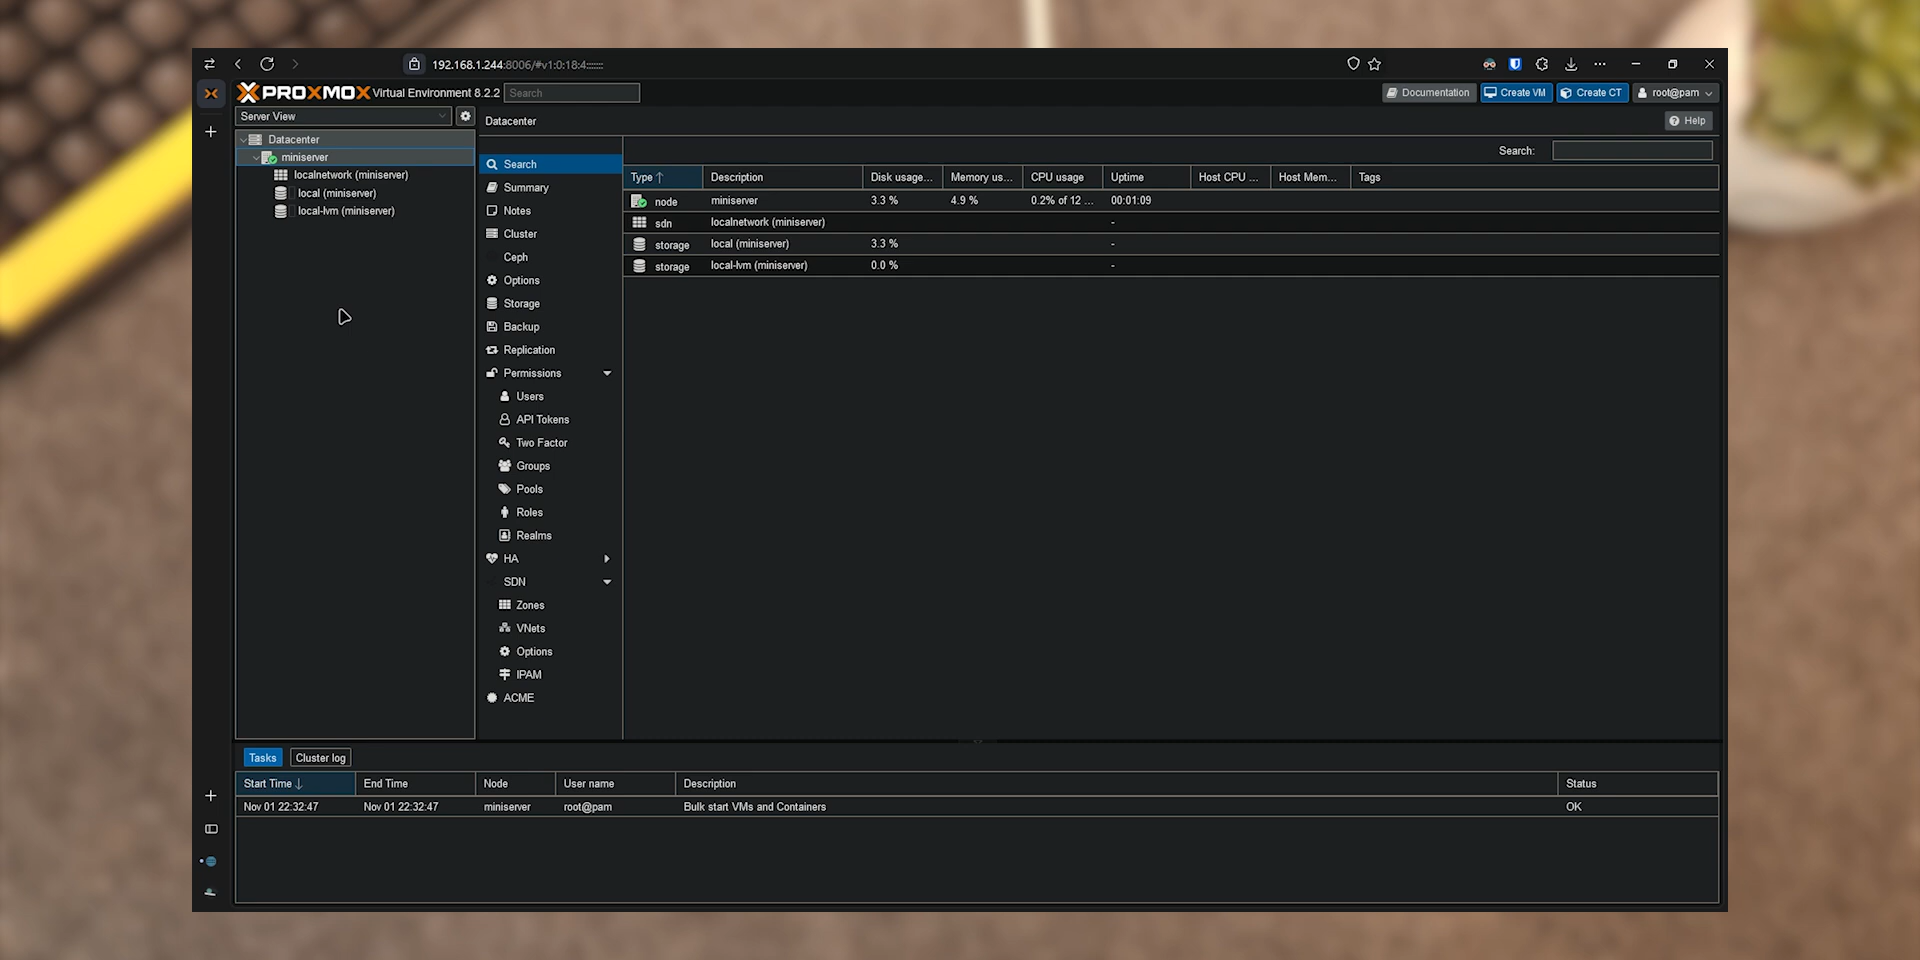 192.168.1.244:8006/#v1:0:18:4:::::::
PROXMOX Virtual Environment 8.2.2 Search
Documentation Create VM Create CT root@pam
Server View
Datacenter
miniserver
localnetwork (miniserver)
local (miniserver)
local-lvm (miniserver)
Datacenter
Help
Search
Summary
Notes
Cluster
Ceph
Options
Storage
Backup
Replication
Permissions
Users
API Tokens
Two Factor
Groups
Pools
Roles
Realms
HA
SDN
Zones
VNets
Options
IPAM
ACME
Search:
Type Description Disk usage... Memory us... CPU usage Uptime Host CPU ... Host Mem... Tags
node miniserver 3.3 % 4.9 % 0.2% of 12 ... 00:01:09
sdn localnetwork (miniserver) -
storage local (miniserver) 3.3 % -
storage local-lvm (miniserver) 0.0 % -
Tasks Cluster log
Start Time End Time Node User name Description Status
Nov 01 22:32:47 Nov 01 22:32:47 miniserver root@pam Bulk start VMs and Containers OK